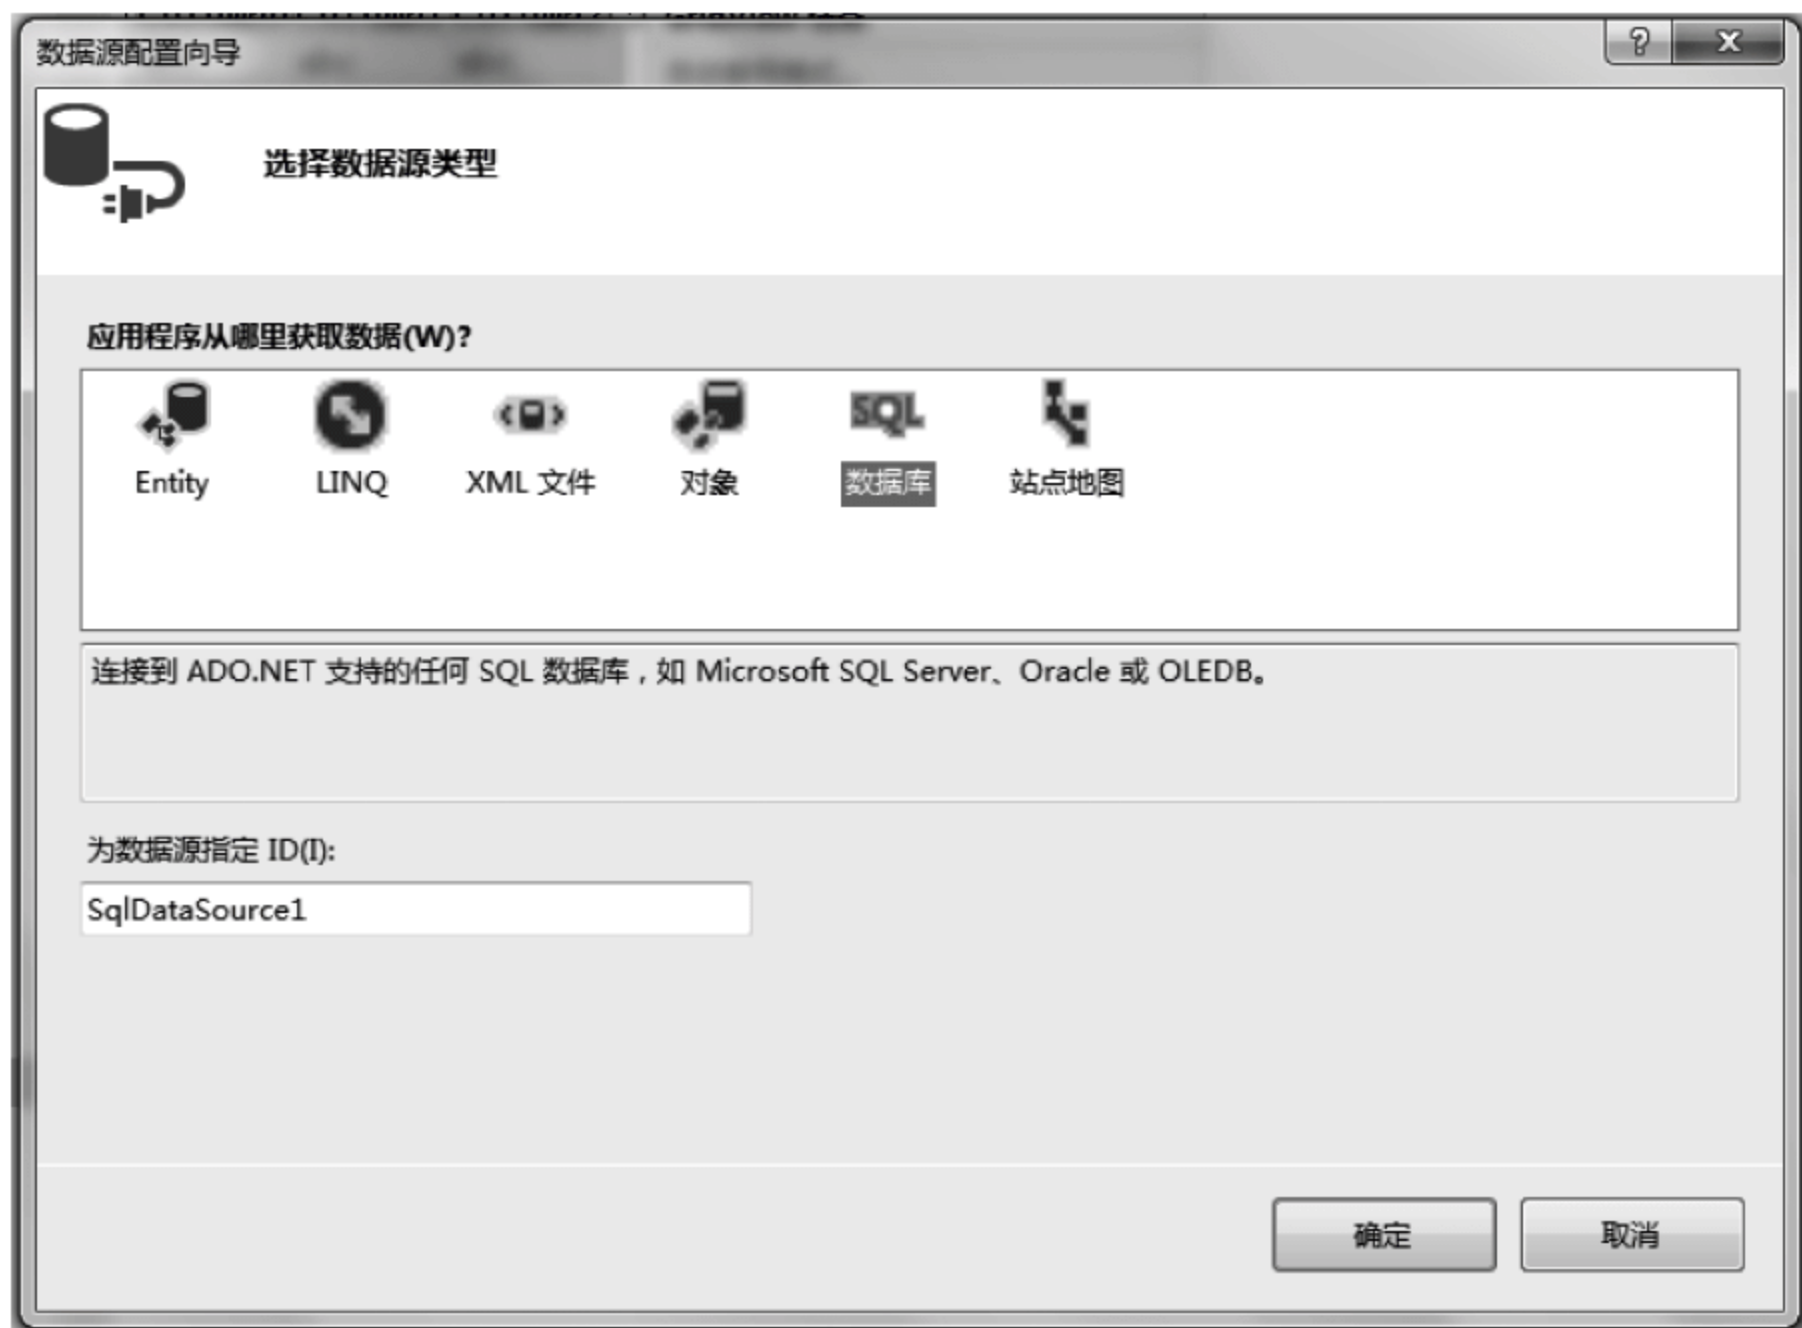 数据源配置向导
选择数据源类型
应用程序从哪里获取数据(W)?
Entity LINQ XML 文件 对象 数据库 站点地图
连接到 ADO.NET 支持的任何 SQL 数据库，如 Microsoft SQL Server、Oracle 或 OLEDB。
为数据源指定 ID(I):
SqlDataSource1
确定 取消